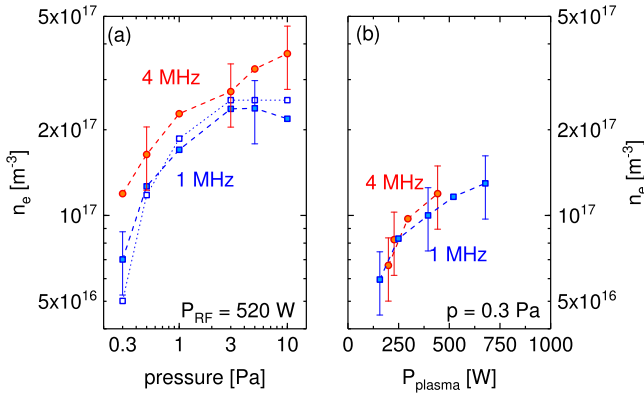 (a)
5x10^17
2x10^17
1x10^17
5x10^16
n_e [m^-3]
4 MHz
1 MHz
P_RF = 520 W
0.3
1
3
10
pressure [Pa]
(b)
5x10^17
2x10^17
1x10^17
5x10^16
n_e [m^-3]
4 MHz
1 MHz
p = 0.3 Pa
0
250
500
750
1000
P_plasma [W]